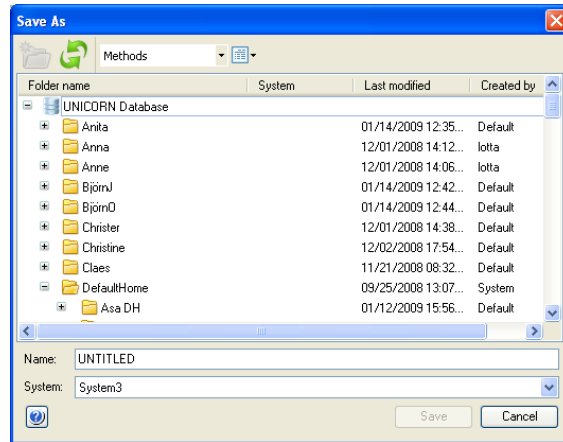 Save As
Methods
Folder name System Last modified Created by
UNICORN Database
Anita 01/14/2009 12:35... Default
Anna 12/01/2008 14:12... lotta
Anne 12/01/2008 14:06... lotta
BjörnJ 01/14/2009 12:42... Default
BjörnO 01/14/2009 12:44... Default
Christer 12/01/2008 14:38... Default
Christine 12/02/2008 17:54... Default
Claes 11/21/2008 08:32... Default
DefaultHome 09/25/2008 13:07... System
Asa DH 01/12/2009 15:56... Default
Name: UNTITLED
System: System3
Save Cancel